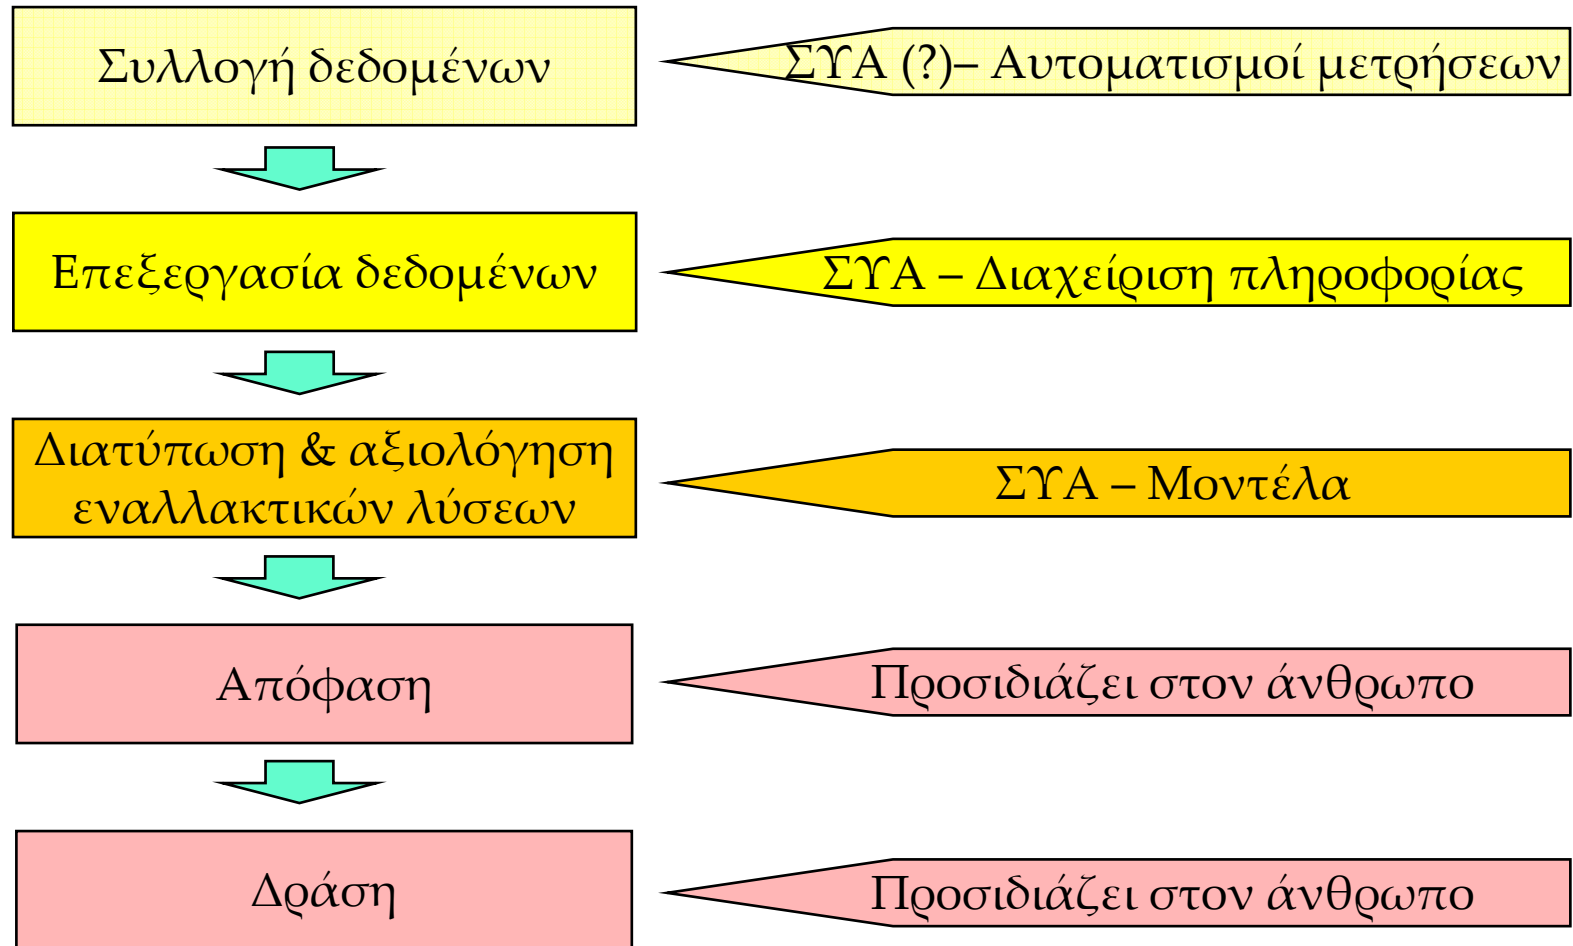 Συλλογή δεδομένων
ΣΥΑ (?)– Αυτοματισμοί μετρήσεων
Επεξεργασία δεδομένων
ΣΥΑ – Διαχείριση πληροφορίας
Διατύπωση & αξιολόγηση
εναλλακτικών λύσεων
ΣΥΑ – Μοντέλα
Απόφαση
Προσιδιάζει στον άνθρωπο
Δράση
Προσιδιάζει στον άνθρωπο